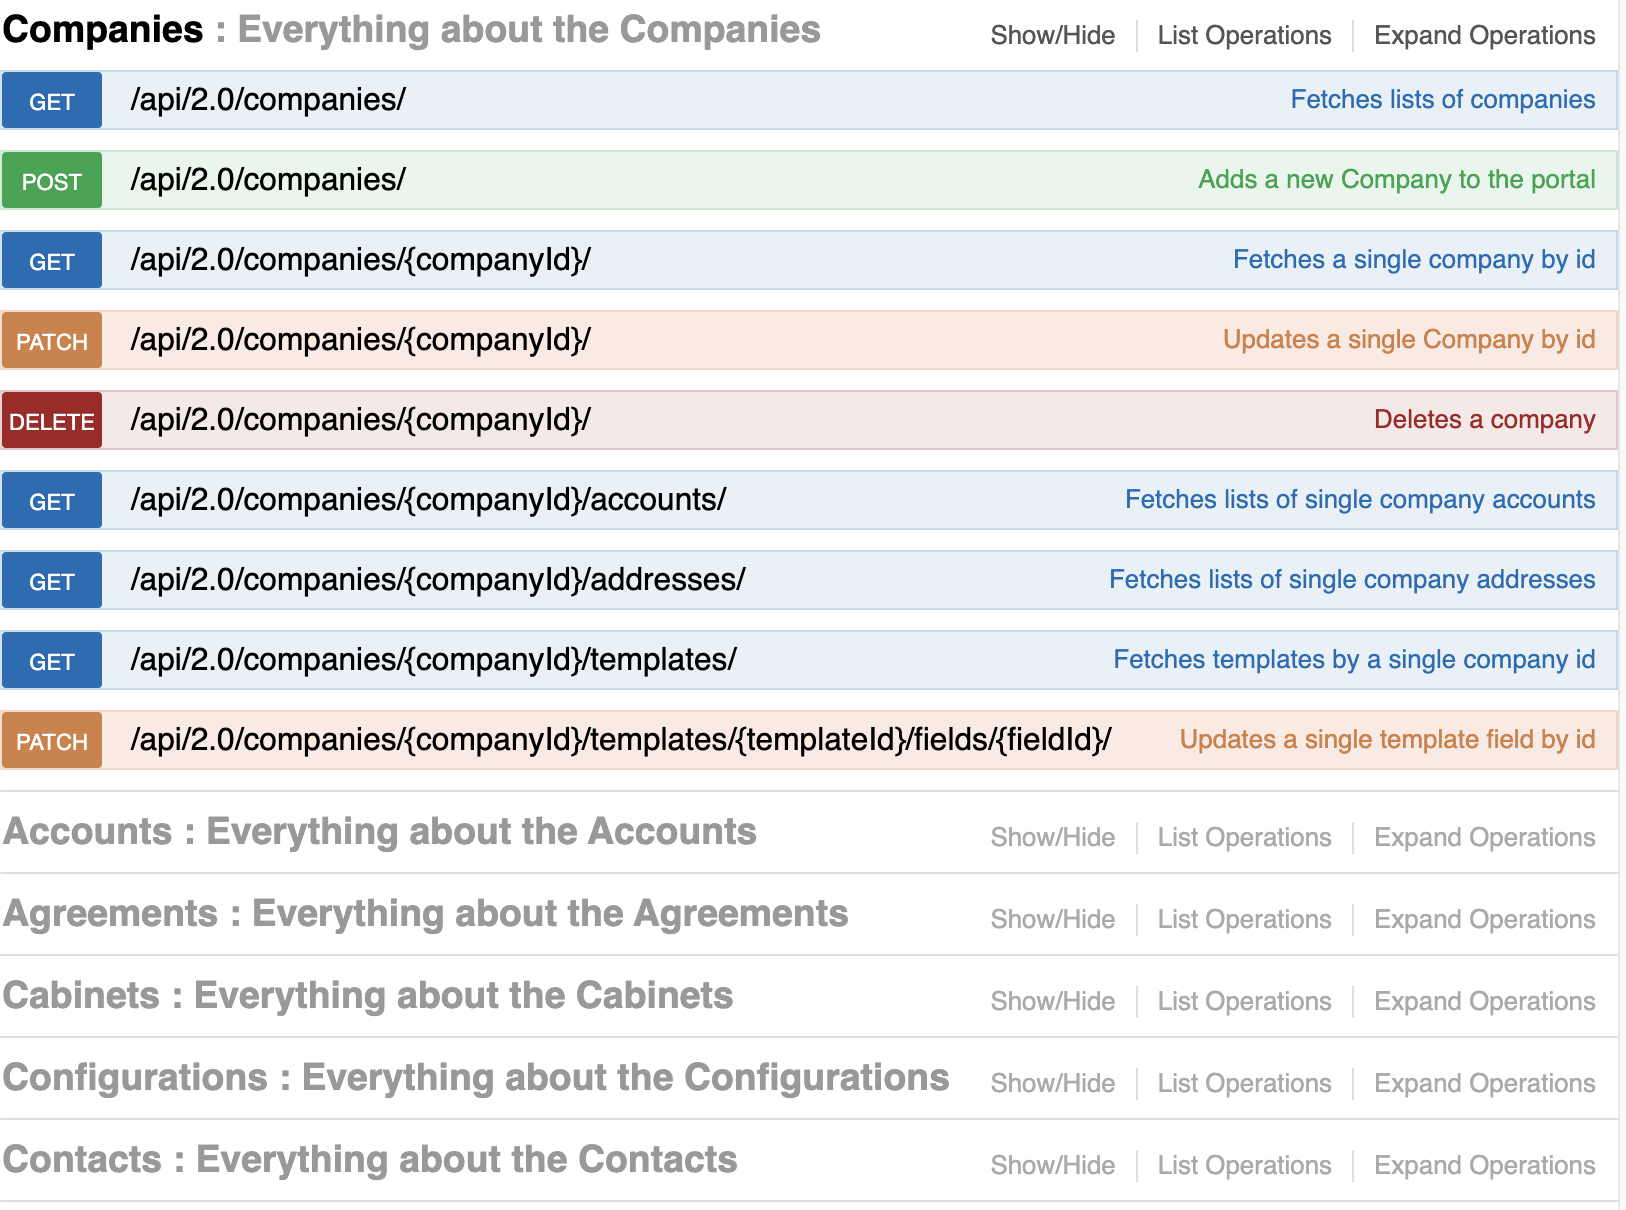 Companies : Everything about the Companies Show/Hide List Operations Expand Operations
GET /api/2.0/companies/ Fetches lists of companies
POST /api/2.0/companies/ Adds a new Company to the portal
GET /api/2.0/companies/{companyId}/ Fetches a single company by id
PATCH /api/2.0/companies/{companyId}/ Updates a single Company by id
DELETE /api/2.0/companies/{companyId}/ Deletes a company
GET /api/2.0/companies/{companyId}/accounts/ Fetches lists of single company accounts
GET /api/2.0/companies/{companyId}/addresses/ Fetches lists of single company addresses
GET /api/2.0/companies/{companyId}/templates/ Fetches templates by a single company id
PATCH /api/2.0/companies/{companyId}/templates/{templateId}/fields/{fieldId}/ Updates a single template field by id
Accounts : Everything about the Accounts Show/Hide List Operations Expand Operations
Agreements : Everything about the Agreements Show/Hide List Operations Expand Operations
Cabinets : Everything about the Cabinets Show/Hide List Operations Expand Operations
Configurations : Everything about the Configurations Show/Hide List Operations Expand Operations
Contacts : Everything about the Contacts Show/Hide List Operations Expand Operations